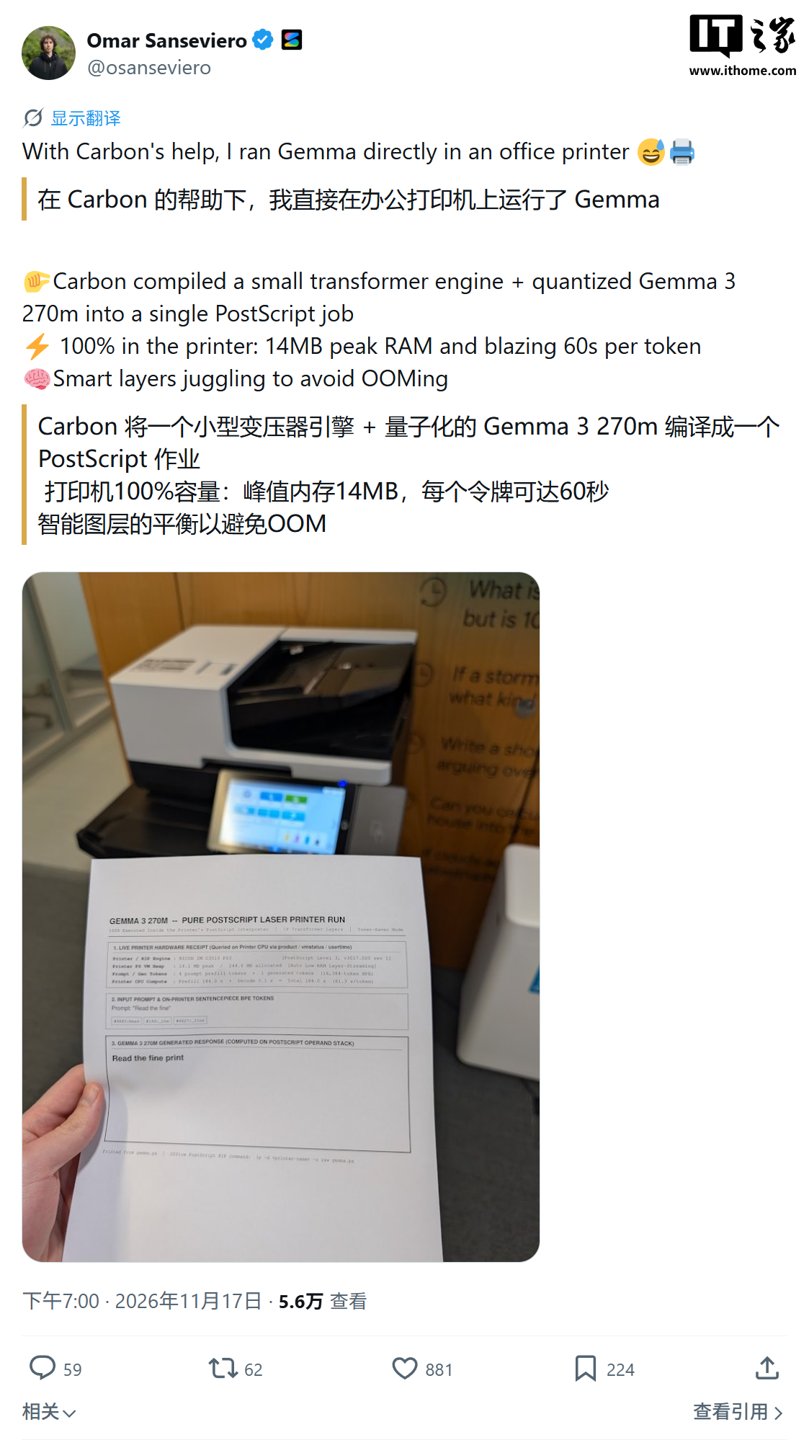 Omar Sanseviero
@osanseviero
IT之家
www.ithome.com
显示翻译
With Carbon's help, I ran Gemma directly in an office printer 😅🖨️
在 Carbon 的帮助下，我直接在办公打印机上运行了 Gemma
🤛Carbon compiled a small transformer engine + quantized Gemma 3
270m into a single PostScript job
⚡ 100% in the printer: 14MB peak RAM and blazing 60s per token
🧠Smart layers juggling to avoid OOMing
Carbon 将一个小型变压器引擎 + 量子化的 Gemma 3 270m 编译成一个
PostScript 作业
打印机100%容量：峰值内存14MB，每个令牌可达60秒
智能图层的平衡以避免OOM
What is
but is 10
If a storm
what kind
Write a sho
arguing ove
Can you
house into the
GEMMA 3 270M -- PURE POSTSCRIPT LASER PRINTER RUN
1. LIVE PRINTER HARDWARE RECEIPT (Queried on Printer CPU via product / vmstatus / usertime)
2. INPUT PROMPT & ON-PRINTER SENTENCEPIECE BPE TOKENS
Prompt: "Read the fine"
3. GEMMA 3 270M GENERATED RESPONSE (COMPUTED ON POSTSCRIPT OPERAND STACK)
Read the fine print
下午7:00 · 2026年11月17日 · 5.6万 查看
59 62 881 224
相关 查看引用